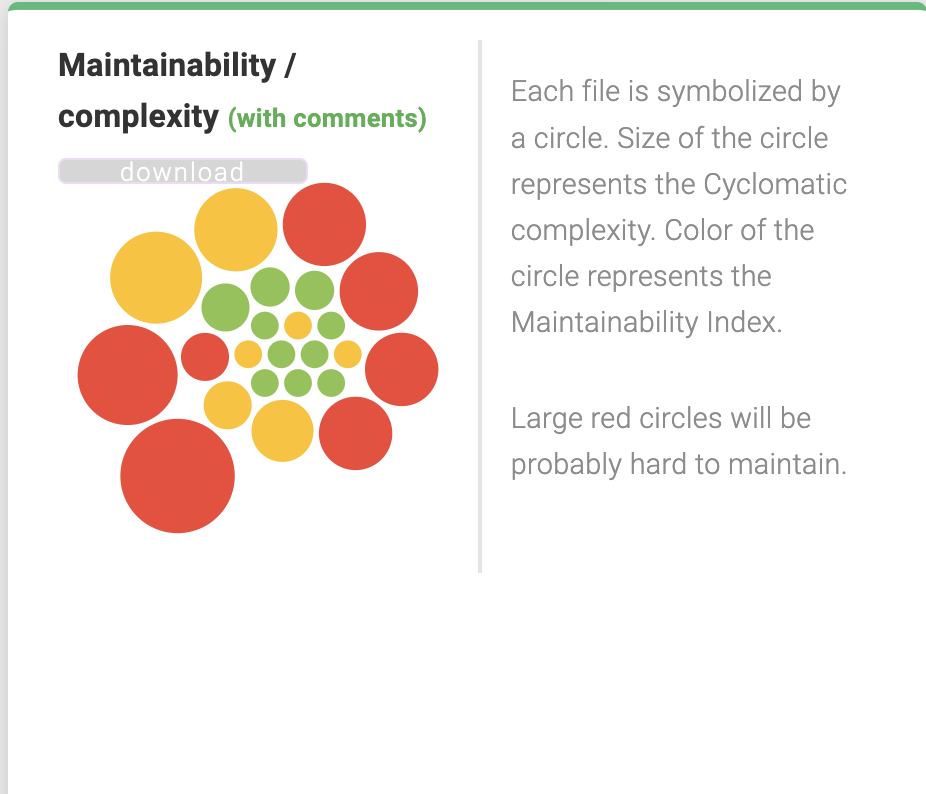 Maintainability /
complexity (with comments)
download
Each file is symbolized by
a circle. Size of the circle
represents the Cyclomatic
complexity. Color of the
circle represents the
Maintainability Index.
Large red circles will be
probably hard to maintain.